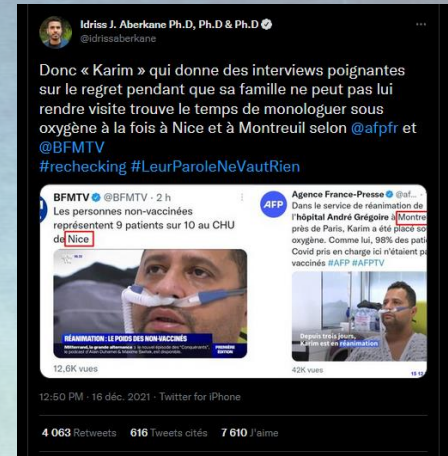 Idriss J. Aberkane Ph.D, Ph.D & Ph.D
@idrissaberkane
Donc « Karim » qui donne des interviews poignantes
sur le regret pendant que sa famille ne peut pas lui
rendre visite trouve le temps de monologuer sous
oxygène à la fois à Nice et à Montreuil selon @afpfr et
@BFMTV
#rechecking #LeurParoleNeVautRien
BFMTV @BFMTV · 2 h
Les personnes non-vaccinées
représentent 9 patients sur 10 au CHU
de Nice
RÉANIMATION : LE POIDS DES NON-VACCINÉS
PREMIÈRE
ÉDITION
12,6K vues
AFP
Agence France-Presse @af...
Dans le service de réanimation de
l'hôpital André Grégoire à Montre
près de Paris, Karim a été placé so
oxygène. Comme lui, 98% des pati
Covid pris en charge ici n'étaient pa
vaccinés #AFP #AFPTV
Depuis trois jours,
Karim est en réanimation
42K vues
12:50 PM · 16 déc. 2021 · Twitter for iPhone
4 063 Retweets 616 Tweets cités 7 610 J'aime